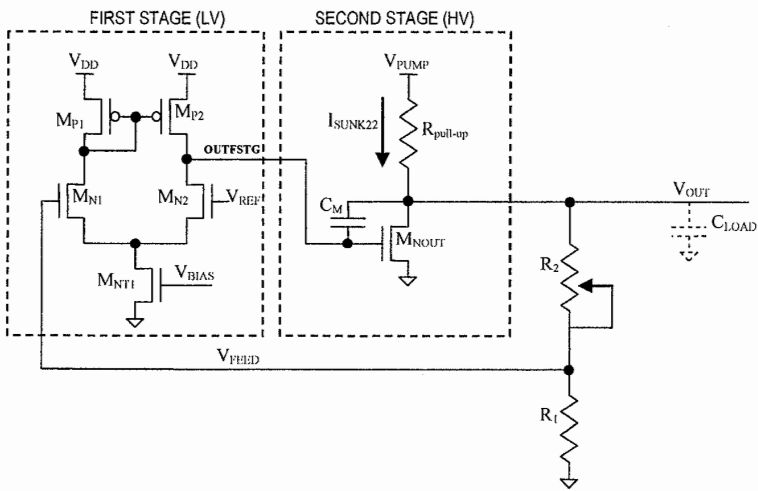 FIRST STAGE (LV)
SECOND STAGE (HV)
VDD
VDD
VPUMP
MP1
MP2
ISUNK22
Rpull-up
OUTFSTG
MN1
MN2
VREF
CM
MNOUT
VOUT
CLOAD
MNT1
VBIAS
R2
VFEED
R1